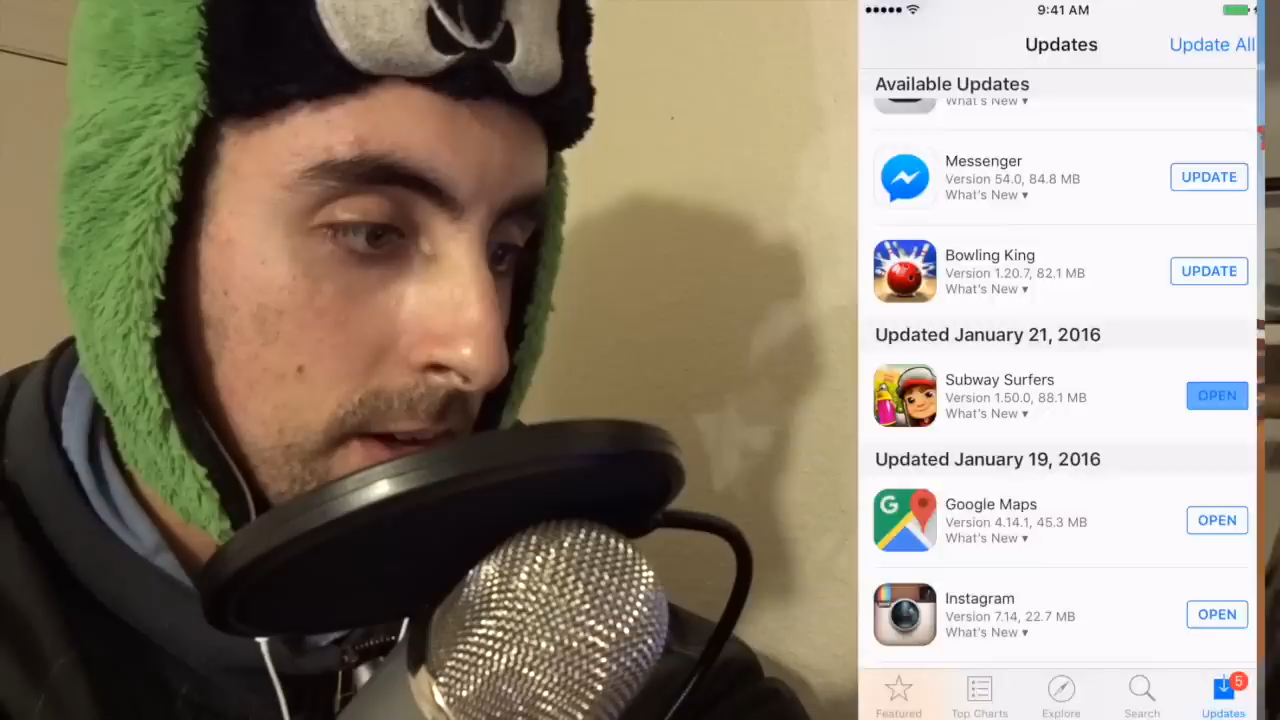 9:41 AM
Updates
Update All
Available Updates
What's New ▾
Messenger
Version 54.0, 84.8 MB
What's New ▾
UPDATE
Bowling King
Version 1.20.7, 82.1 MB
What's New ▾
UPDATE
Updated January 21, 2016
Subway Surfers
Version 1.50.0, 88.1 MB
What's New ▾
OPEN
Updated January 19, 2016
Google Maps
Version 4.14.1, 45.3 MB
What's New ▾
OPEN
G
Instagram
Version 7.14, 22.7 MB
What's New ▾
OPEN
5
Featured
Top Charts
Explore
Search
Updates